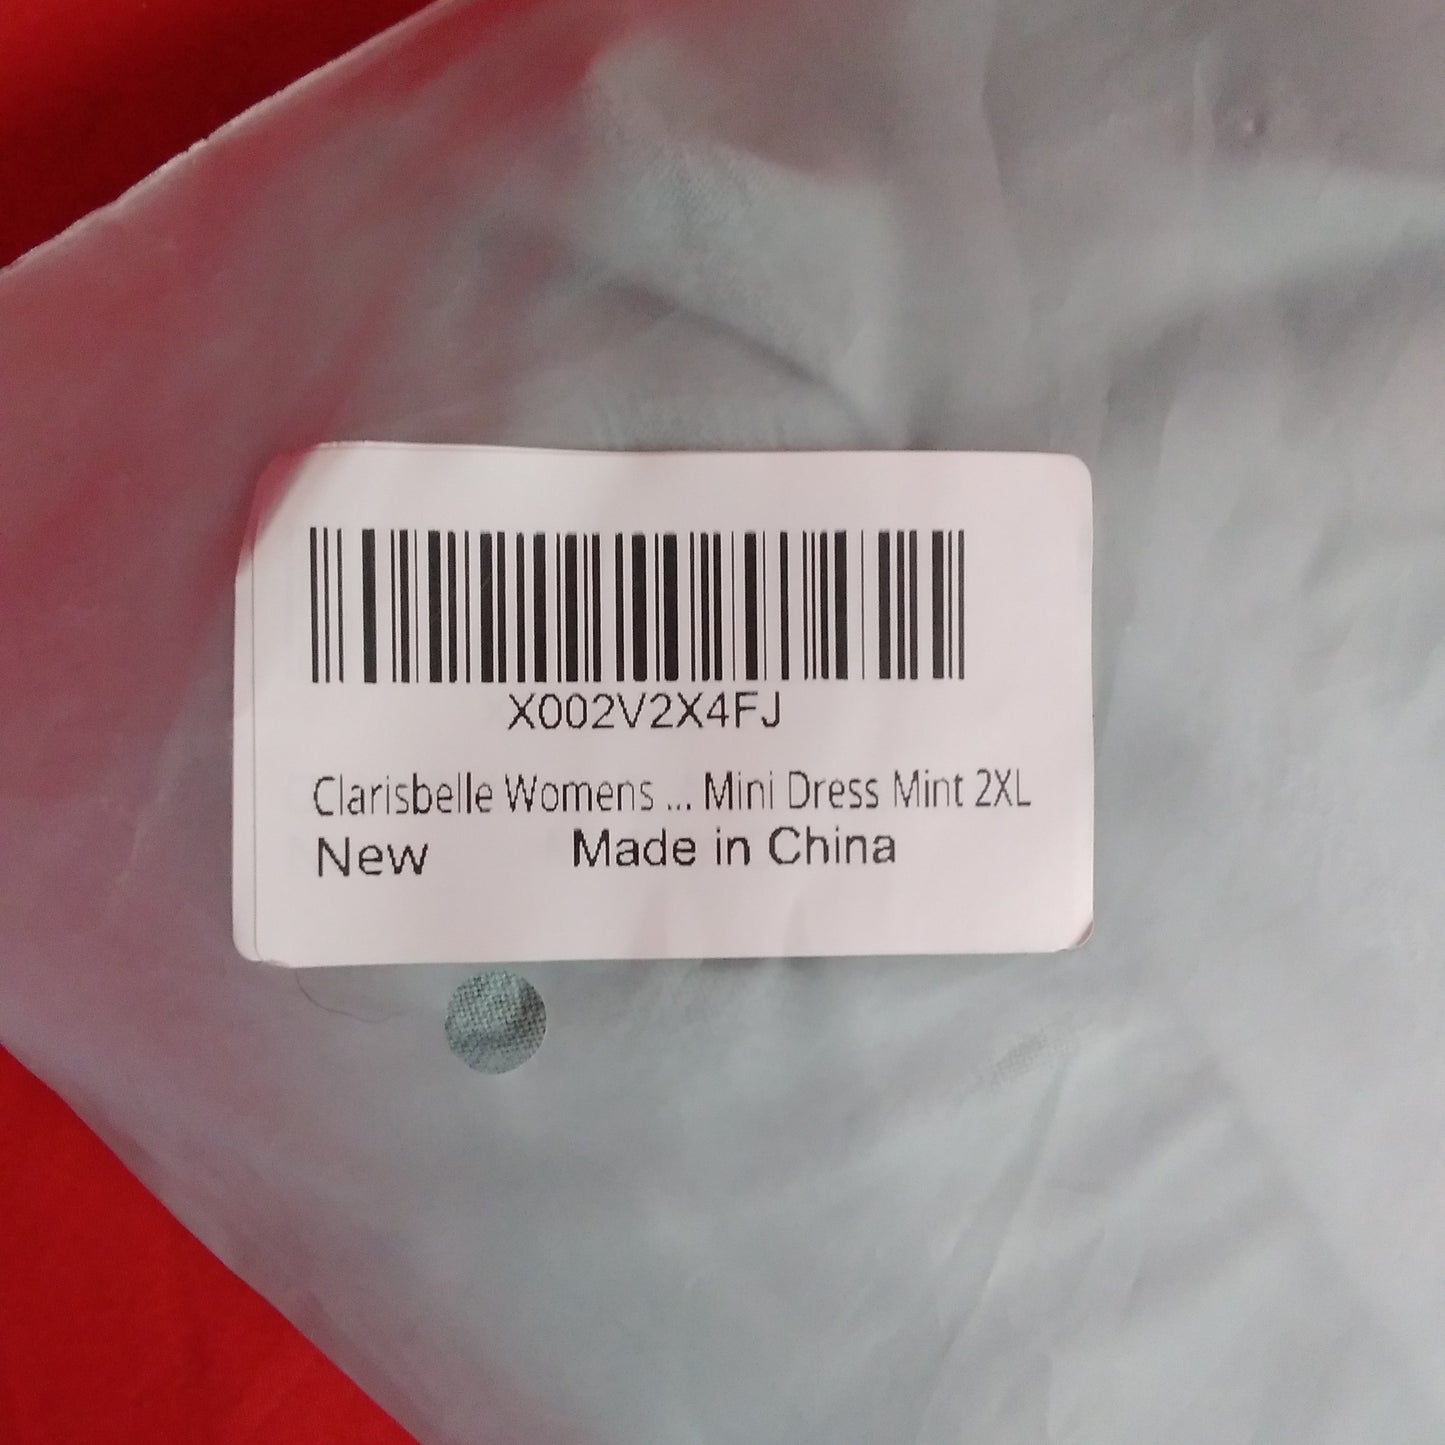 X002V2X4FJ
Clarisbelle Womens ... Mini Dress Mint 2XL
New Made in China